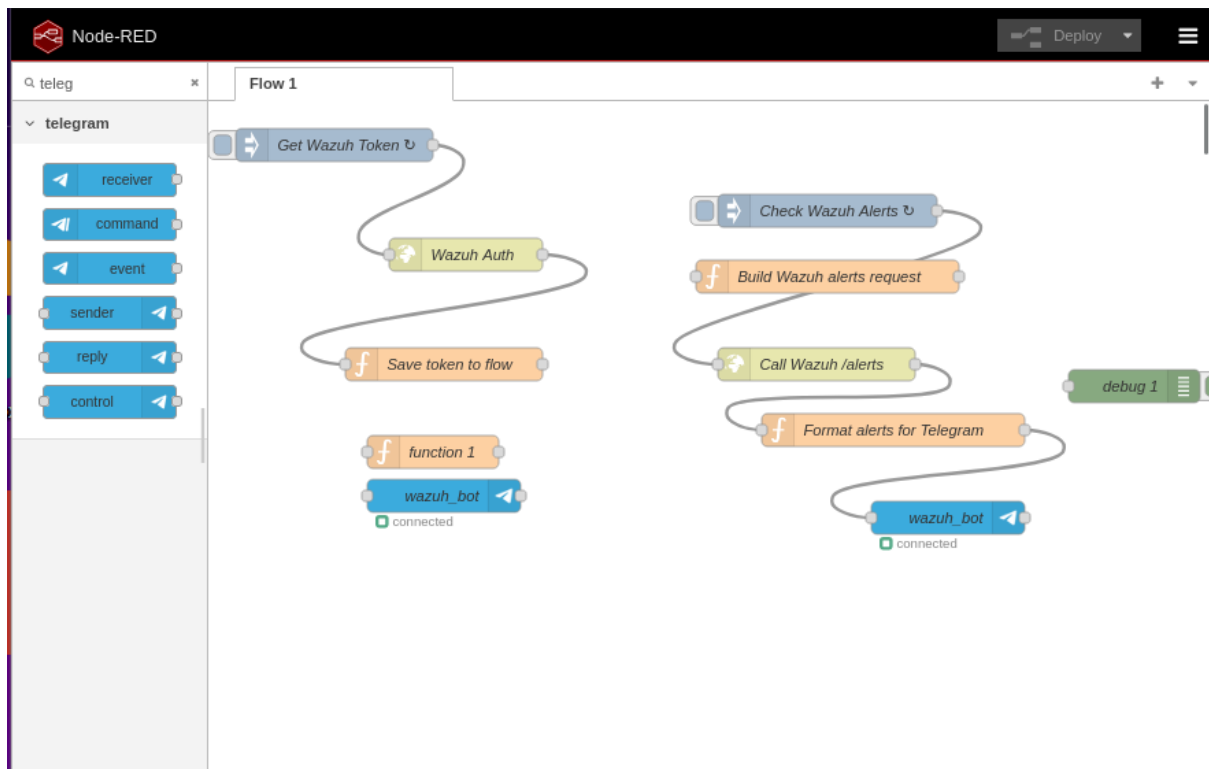 Node-RED
Deploy
teleg
Flow 1
telegram
receiver
command
event
sender
reply
control
Get Wazuh Token ↻
Wazuh Auth
Save token to flow
function 1
wazuh_bot
connected
Check Wazuh Alerts ↻
Build Wazuh alerts request
Call Wazuh /alerts
debug 1
Format alerts for Telegram
wazuh_bot
connected